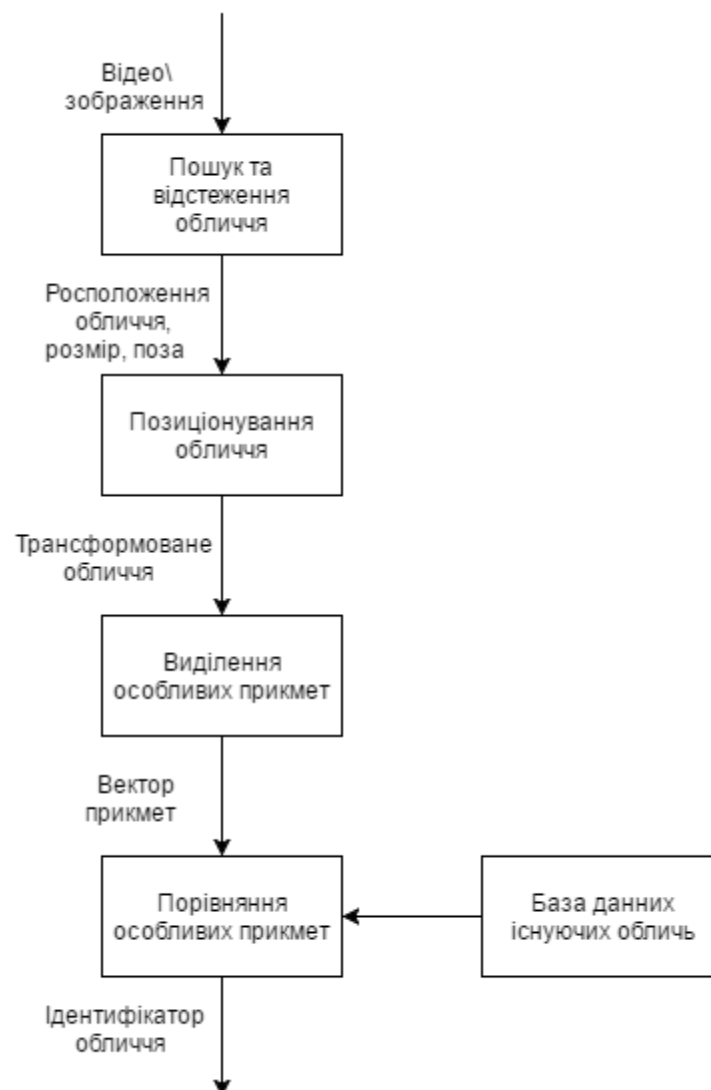 Відео\
зображення
Пошук та
відстеження
обличчя
Росположення
обличчя,
розмір, поза
Позиціонування
обличчя
Трансформоване
обличчя
Виділення
особливих прикмет
Вектор
прикмет
Порівняння
особливих прикмет
База данних
існуючих обличь
Ідентифікатор
обличчя